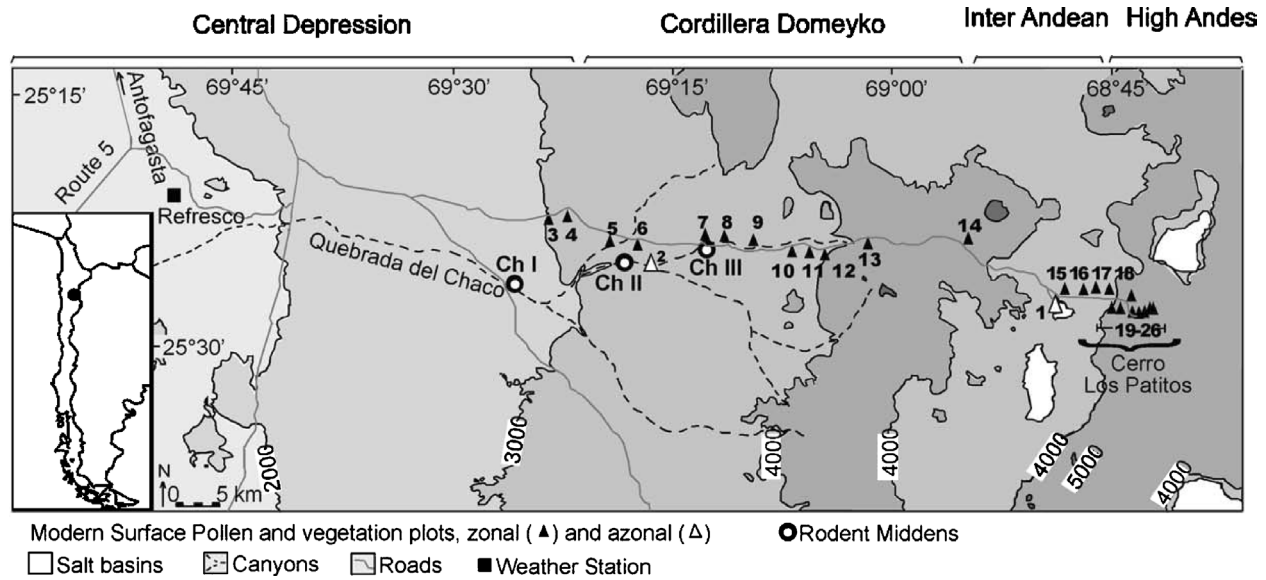 Central Depression
Cordillera Domeyko
Inter Andean
High Andes
25°15'
69°45'
69°30'
69°15'
69°00'
68°45'
Antofagasta
Route 5
Refresco
Quebrada del Chaco
Ch I
Ch II
Ch III
3
4
5
6
2
7
8
9
10
11
12
13
14
15
16
17
18
1
19-26
Cerro
Los Patitos
25°30'
2000
3000
4000
4000
4000
5000
4000
N
0 5 km
Modern Surface Pollen and vegetation plots, zonal (▲) and azonal (△) Rodent Middens
Salt basins Canyons Roads Weather Station